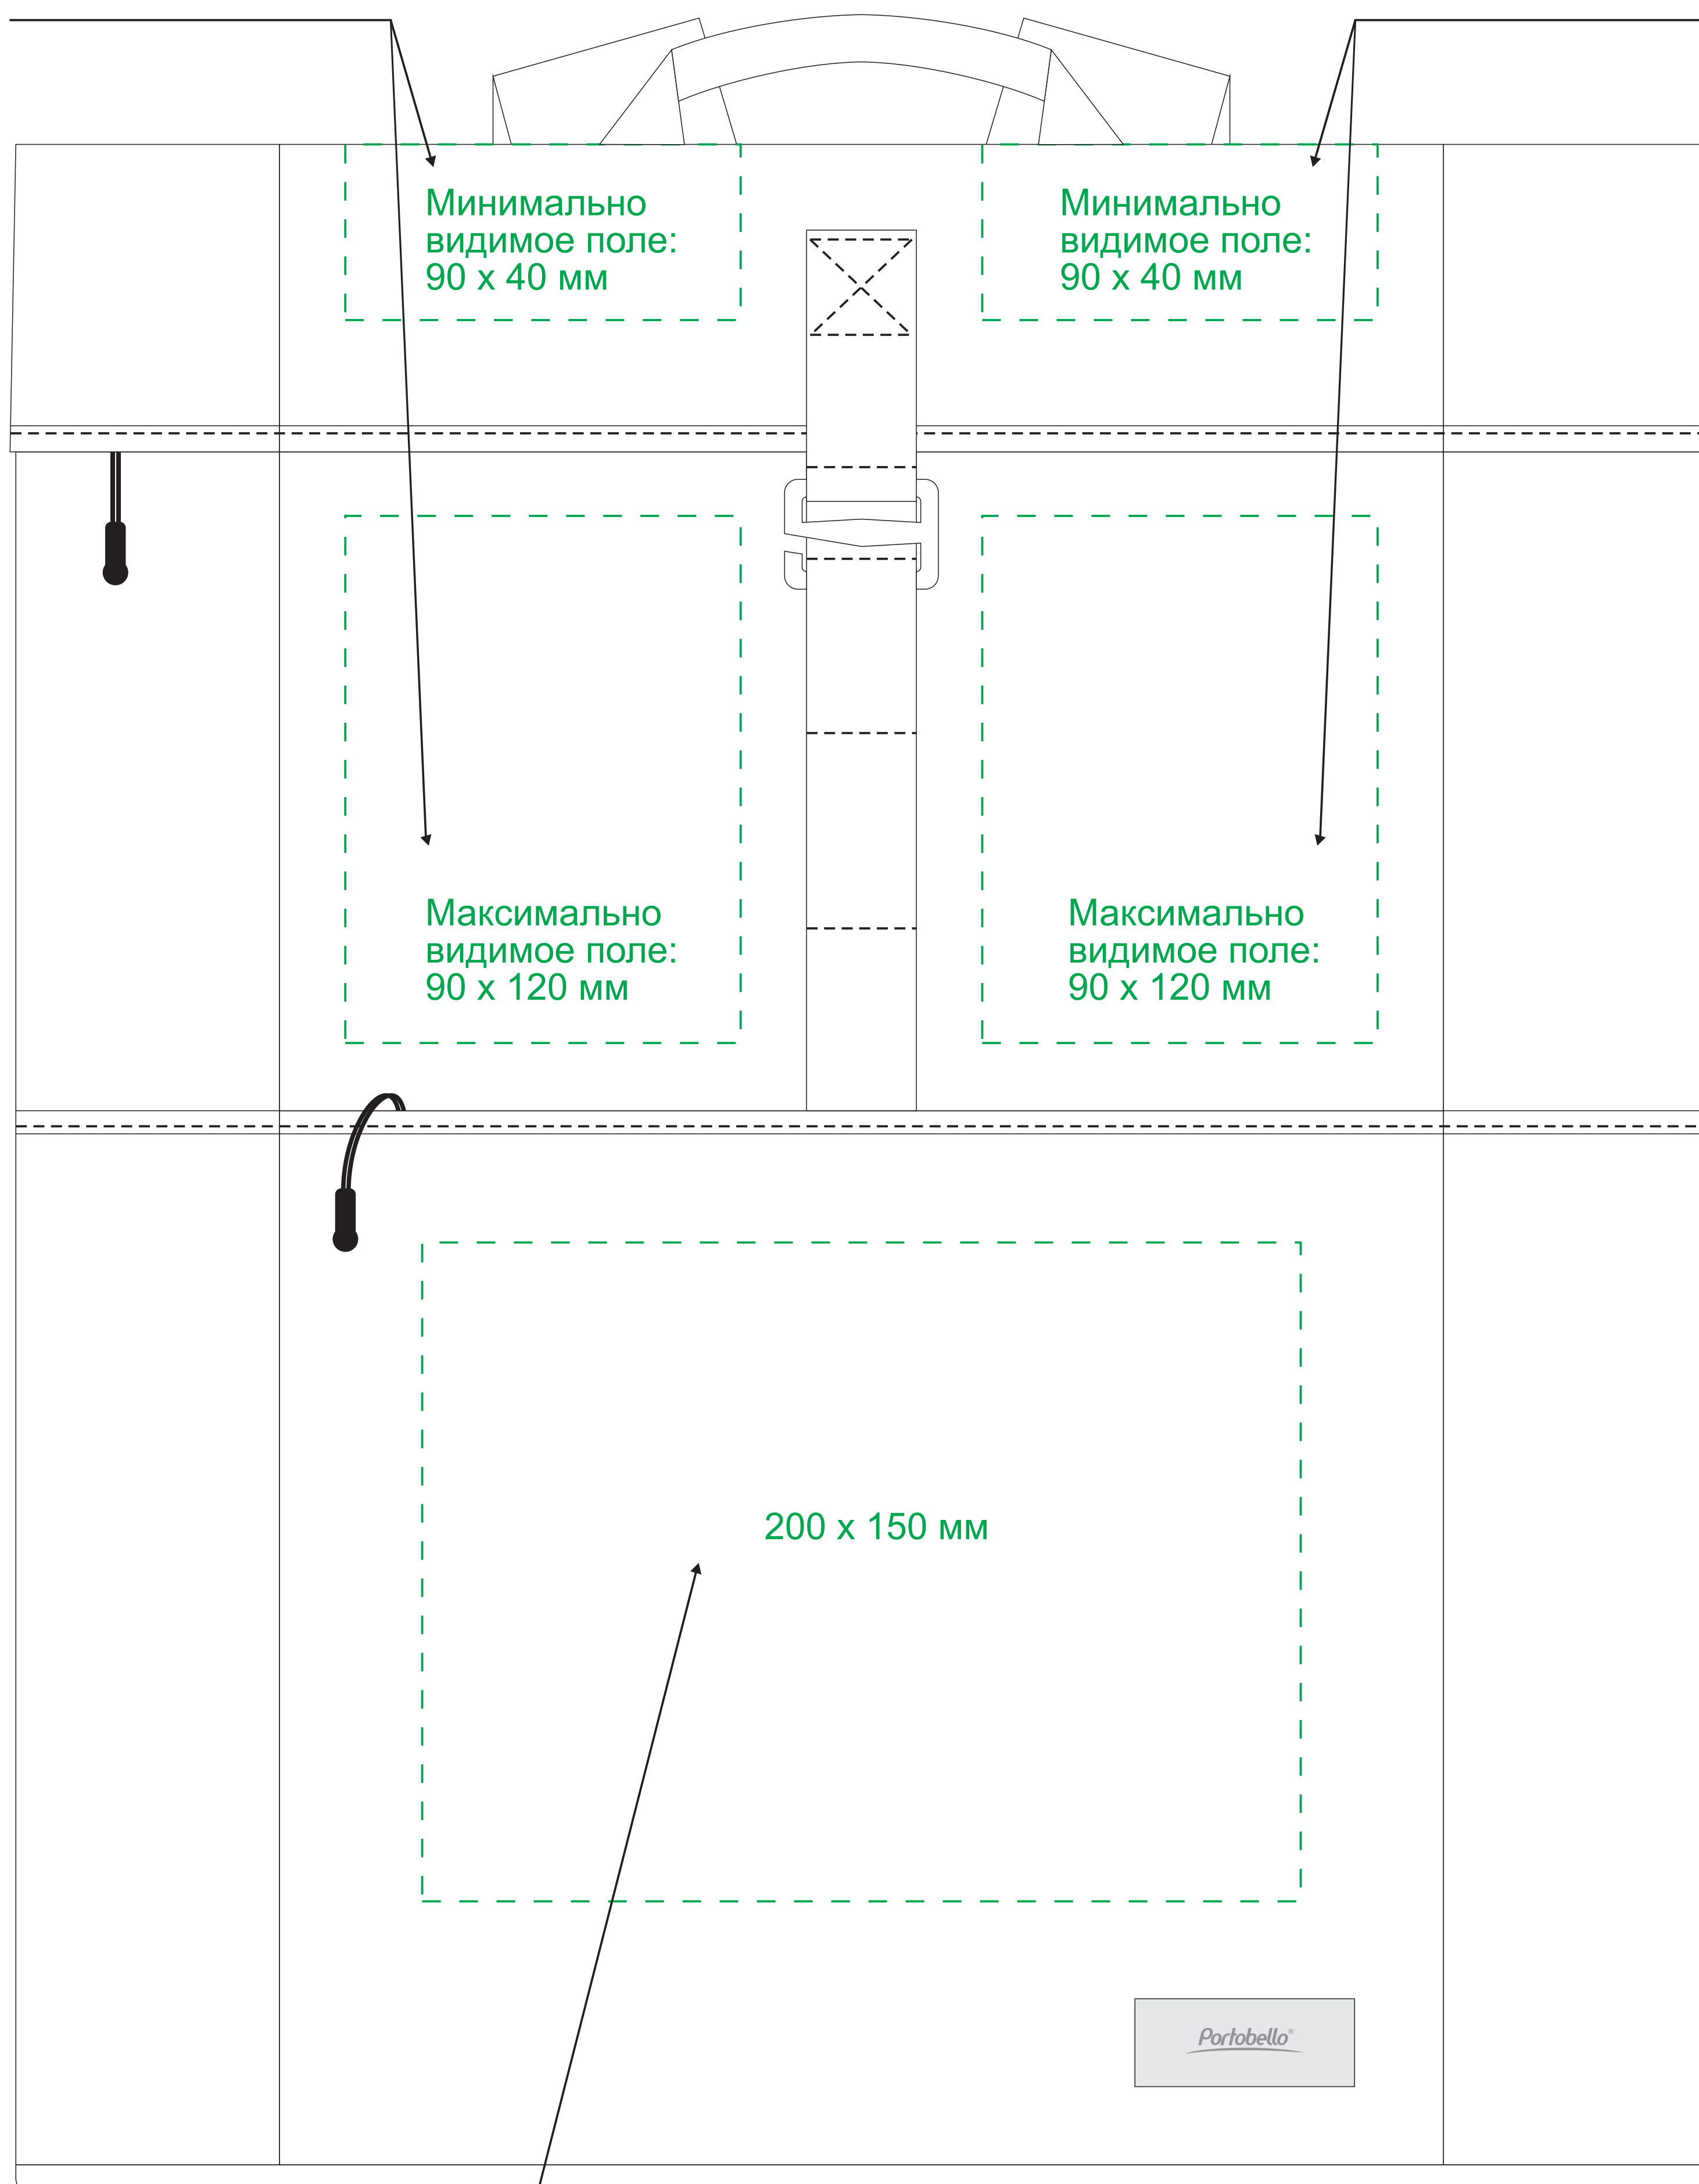 Минимально
видимое поле:
90 х 40 мм
Минимально
видимое поле:
90 х 40 мм
Максимально
видимое поле:
90 х 120 мм
Максимально
видимое поле:
90 х 120 мм
200 х 150 мм
Portobello®